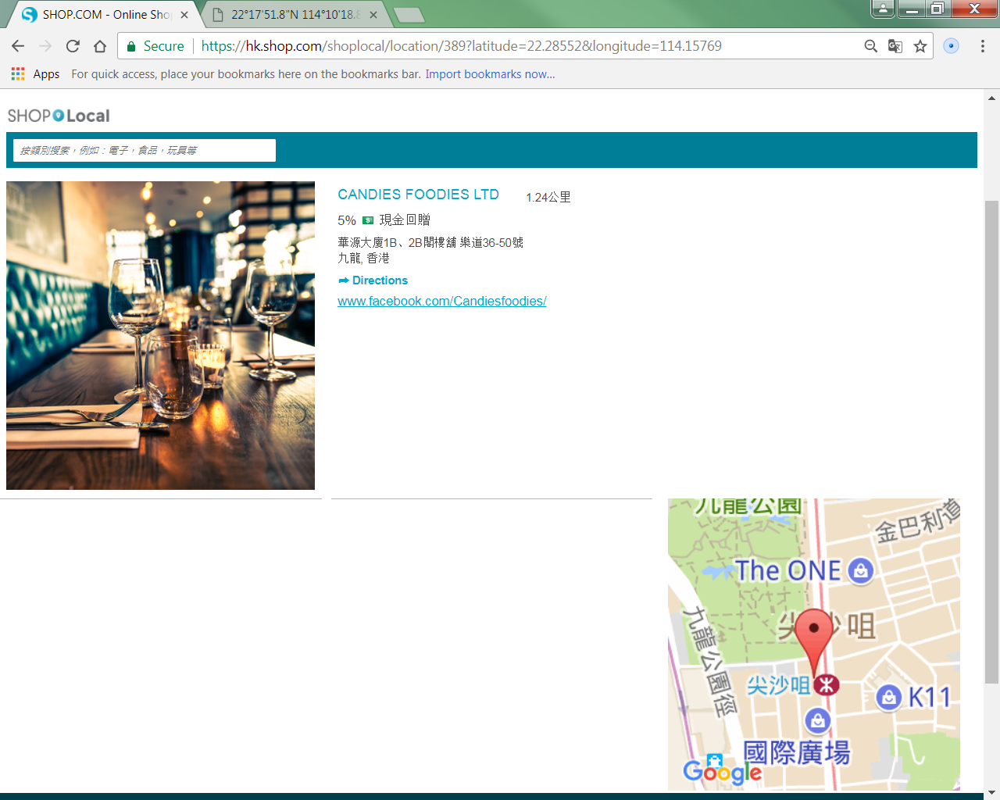 SHOP.COM - Online Sho
22°17'51.8"N 114°10'18.
Secure
https://hk.shop.com/shoplocal/location/389?latitude=22.28552&longitude=114.15769
Apps
For quick access, place your bookmarks here on the bookmarks bar. Import bookmarks now...
SHOP Local
按類別搜索，例如：電子，食品，玩具等
CANDIES FOODIES LTD
1.24公里
5% 現金回贈
華源大廈1B、2B閣樓舖 樂道36-50號
九龍, 香港
Directions
www.facebook.com/Candiesfoodies/
九龍公園
金巴利道
The ONE
尖沙咀
九龍公園徑
尖沙咀
K11
國際廣場
Google